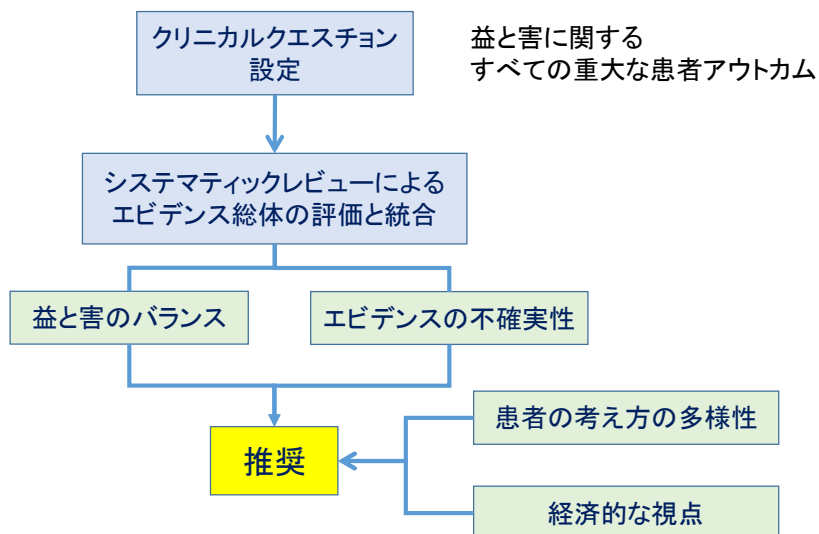 クリニカルクエスチョン
設定
益と害に関する
すべての重大な患者アウトカム
システマティックレビューによる
エビデンス総体の評価と統合
益と害のバランス
エビデンスの不確実性
患者の考え方の多様性
推奨
経済的な視点